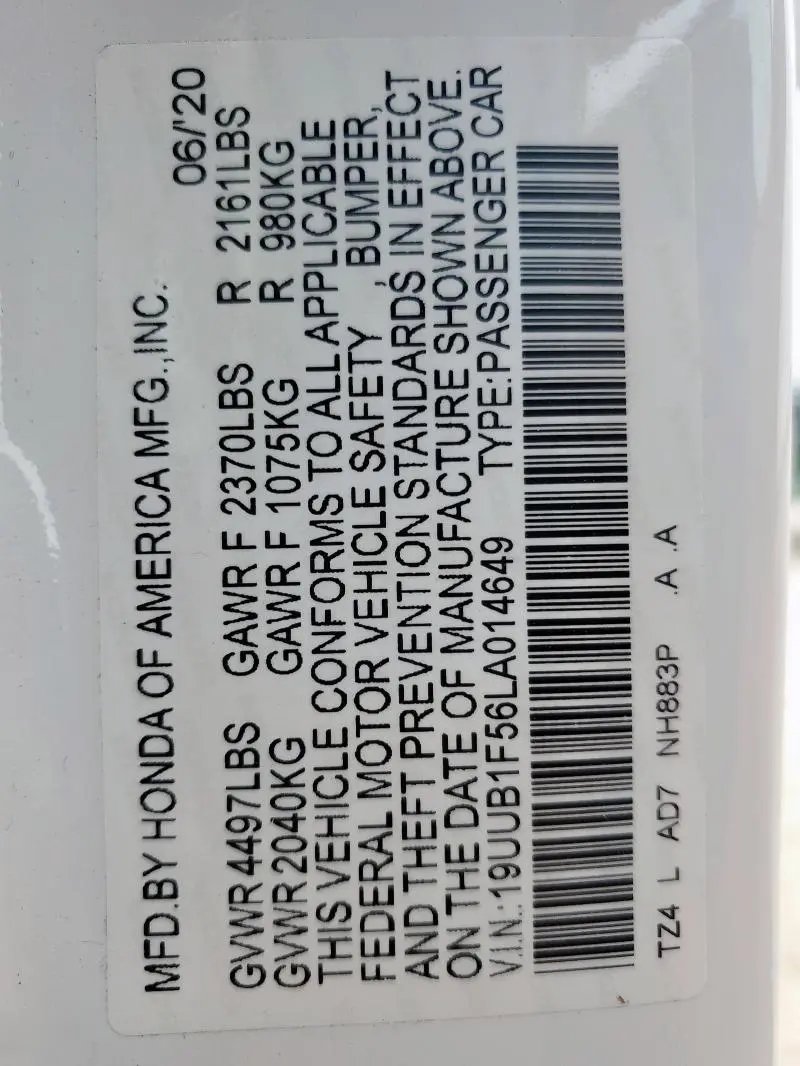 MFD.BY HONDA OF AMERICA MFG.,INC. 06/'20
GVWR 4497LBS GAWR F 2370LBS R 2161LBS
GVWR 2040KG GAWR F 1075KG R 980KG
THIS VEHICLE CONFORMS TO ALL APPLICABLE
FEDERAL MOTOR VEHICLE SAFETY , BUMPER,
AND THEFT PREVENTION STANDARDS IN EFFECT
ON THE DATE OF MANUFACTURE SHOWN ABOVE.
V.I.N.:19UUB1F56LA014649 TYPE:PASSENGER CAR
TZ4 L AD7 NH883P .A .A